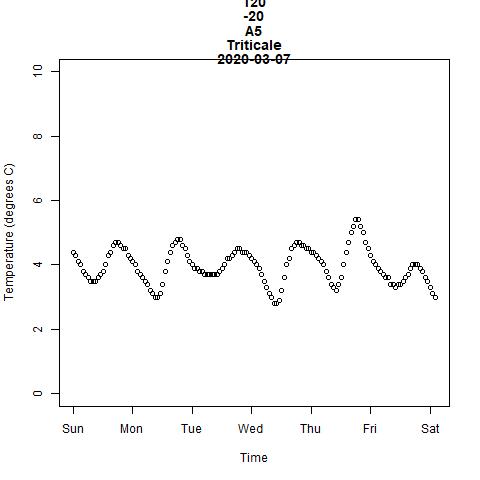 120
-20
A5
Triticale
2020-03-07
Temperature (degrees C)
10
8
6
4
2
0
Sun Mon Tue Wed Thu Fri Sat
Time